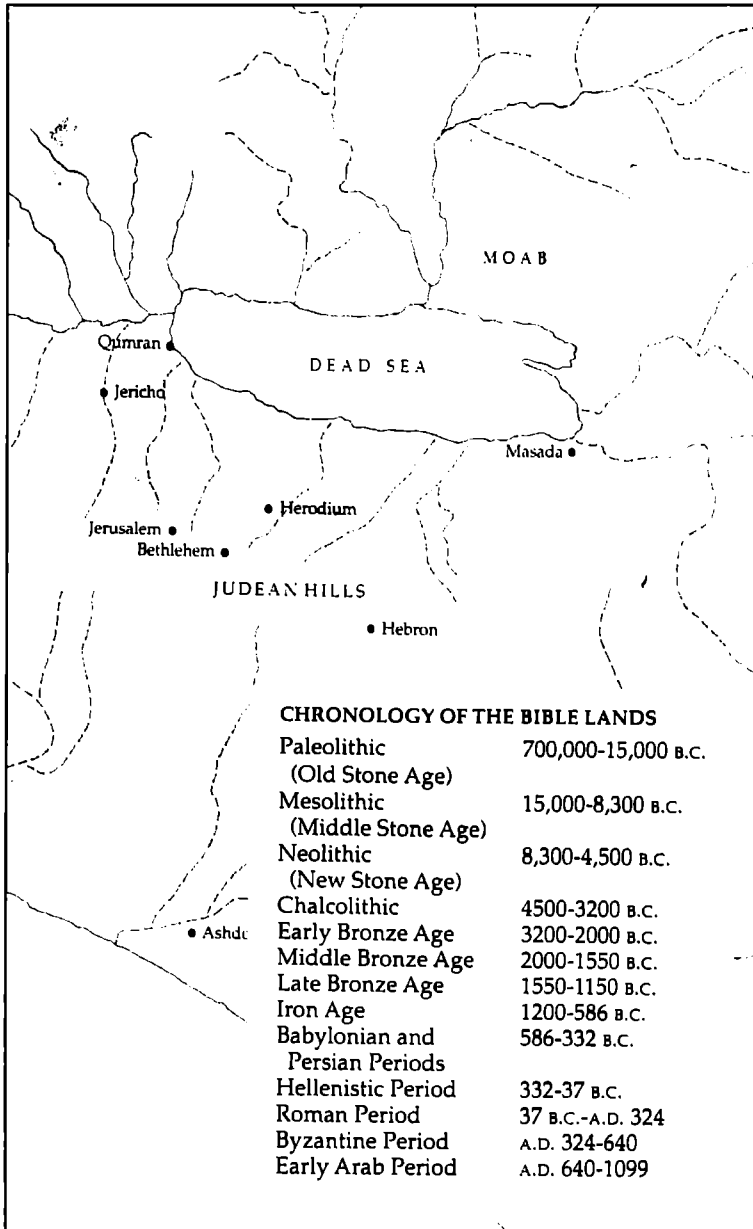 MOAB
Qumran
DEAD SEA
Jericho
Masada
Herodium
Jerusalem
Bethlehem
JUDEAN HILLS
Hebron
CHRONOLOGY OF THE BIBLE LANDS
Paleolithic 700,000-15,000 B.C.
(Old Stone Age)
Mesolithic 15,000-8,300 B.C.
(Middle Stone Age)
Neolithic 8,300-4,500 B.C.
(New Stone Age)
Chalcolithic 4500-3200 B.C.
Early Bronze Age 3200-2000 B.C.
Ashdo
Middle Bronze Age 2000-1550 B.C.
Late Bronze Age 1550-1150 B.C.
Iron Age 1200-586 B.C.
Babylonian and 586-332 B.C.
Persian Periods
Hellenistic Period 332-37 B.C.
Roman Period 37 B.C.-A.D. 324
Byzantine Period A.D. 324-640
Early Arab Period A.D. 640-1099